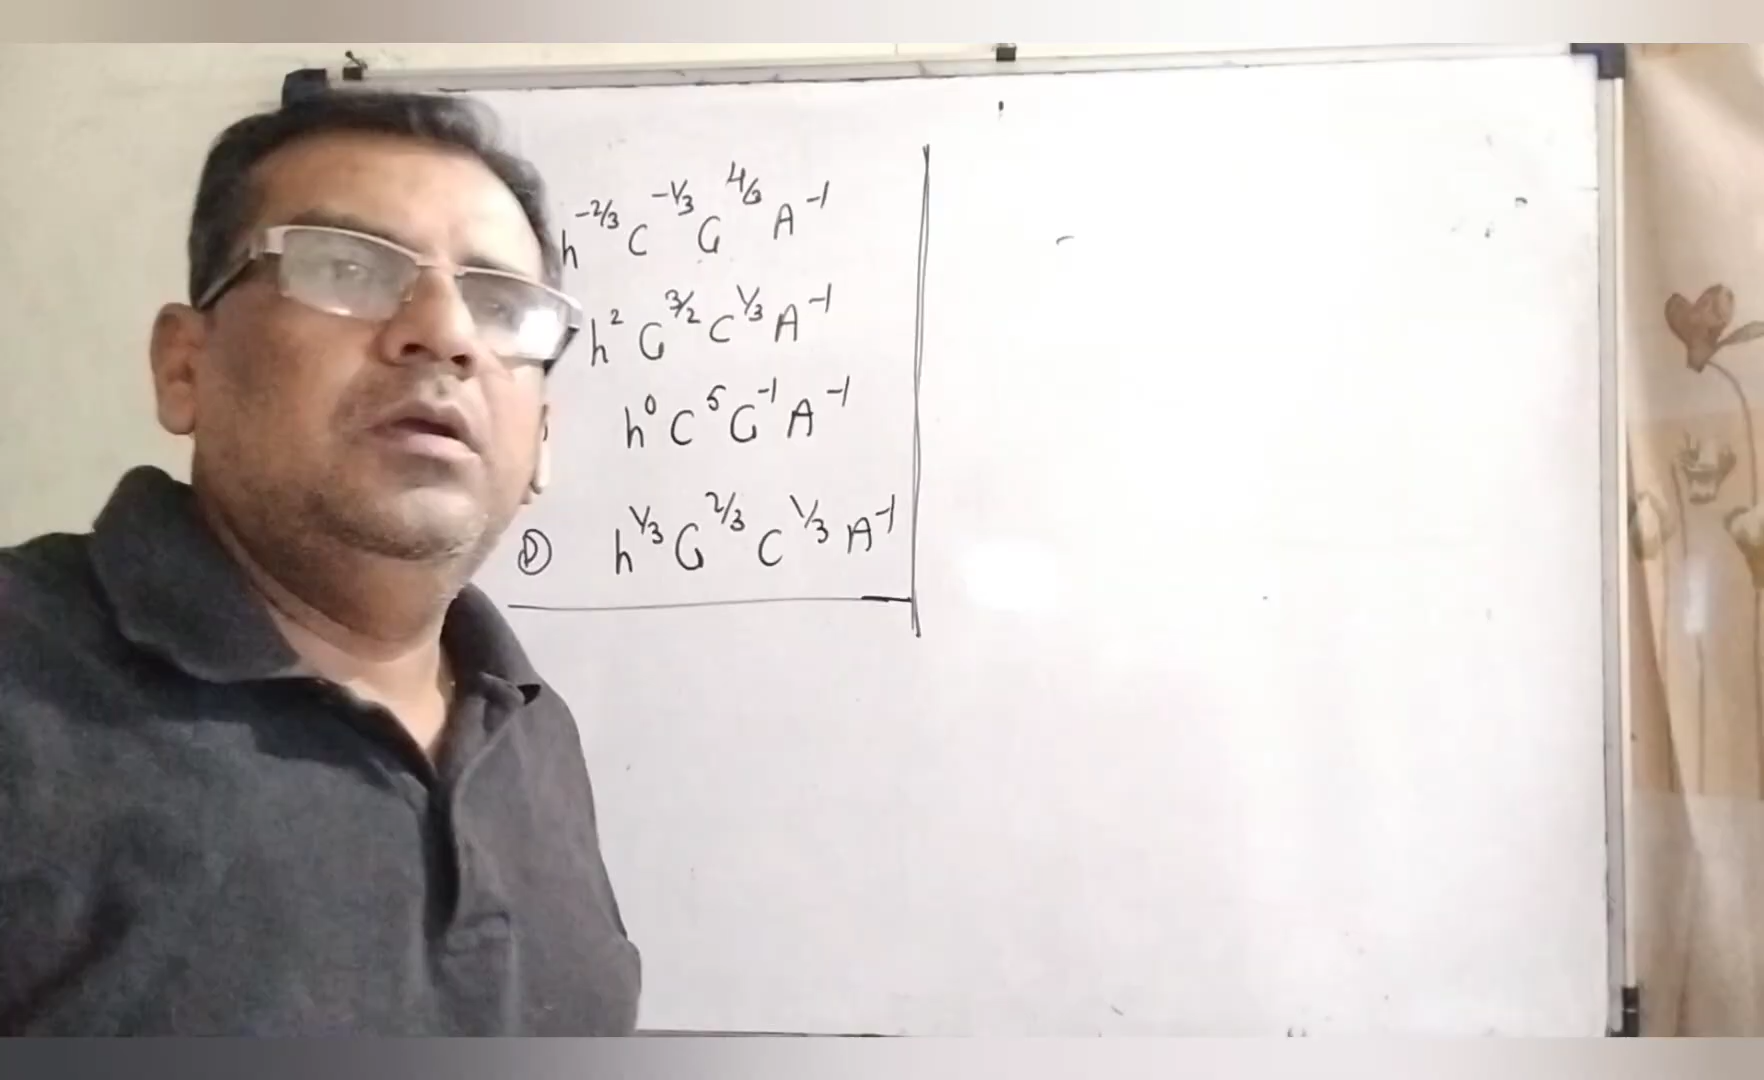 h^-2/3 C^-1/3 G^4/3 A^-1
h^2 G^3/2 C^1/3 A^-1
h^0 C^5 G^-1 A^-1
(D) h^1/3 G^2/3 C^1/3 A^-1